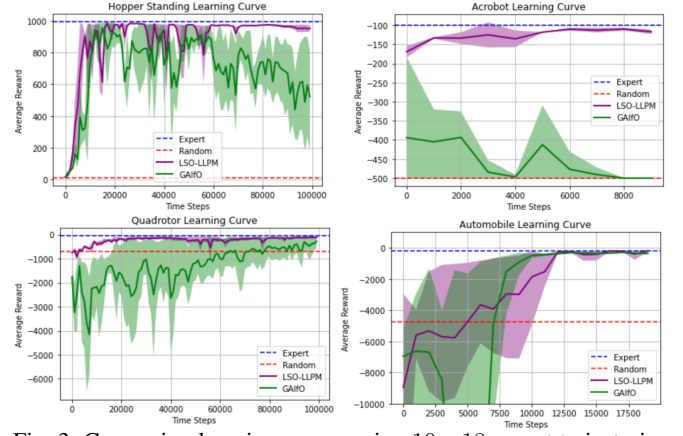 Hopper Standing Learning Curve
1000
800
600
400
200
0
Average Reward
Expert
Random
LSO-LLPM
GAIfO
0 20000 40000 60000 80000 100000
Time Steps
Acrobot Learning Curve
−100
−150
−200
−250
−300
−350
−400
−450
−500
Average Reward
Expert
Random
LSO-LLPM
GAIfO
0 2000 4000 6000 8000
Time Steps
Quadrotor Learning Curve
0
−1000
−2000
−3000
−4000
−5000
−6000
Average Reward
Expert
Random
LSO-LLPM
GAIfO
0 20000 40000 60000 80000 100000
Time Steps
Automobile Learning Curve
0
−2000
−4000
−6000
−8000
−10000
Average Reward
Expert
Random
LSO-LLPM
GAIfO
0 2500 5000 7500 10000 12500 15000 17500
Time Steps